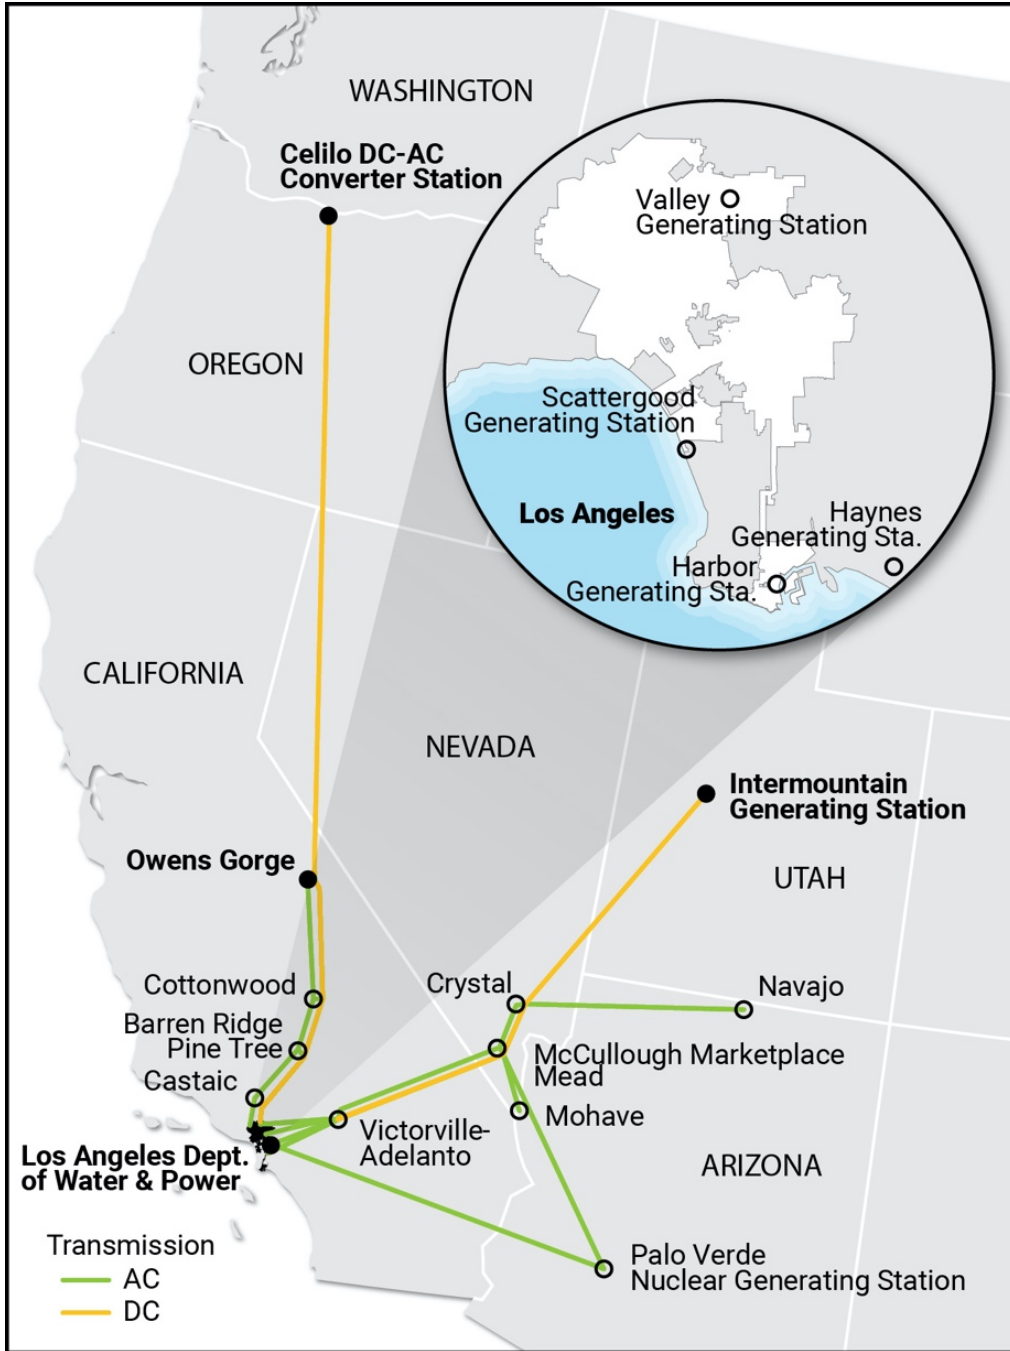 WASHINGTON
Celilo DC-AC
Converter Station
Valley
Generating Station
OREGON
Scattergood
Generating Station
Los Angeles
Haynes
Generating Sta.
Harbor
Generating Sta.
CALIFORNIA
NEVADA
Intermountain
Generating Station
Owens Gorge
UTAH
Cottonwood
Crystal
Navajo
Barren Ridge
Pine Tree
McCullough Marketplace
Mead
Castaic
Mohave
Victorville-
Adelanto
Los Angeles Dept.
of Water & Power
ARIZONA
Transmission
AC
DC
Palo Verde
Nuclear Generating Station